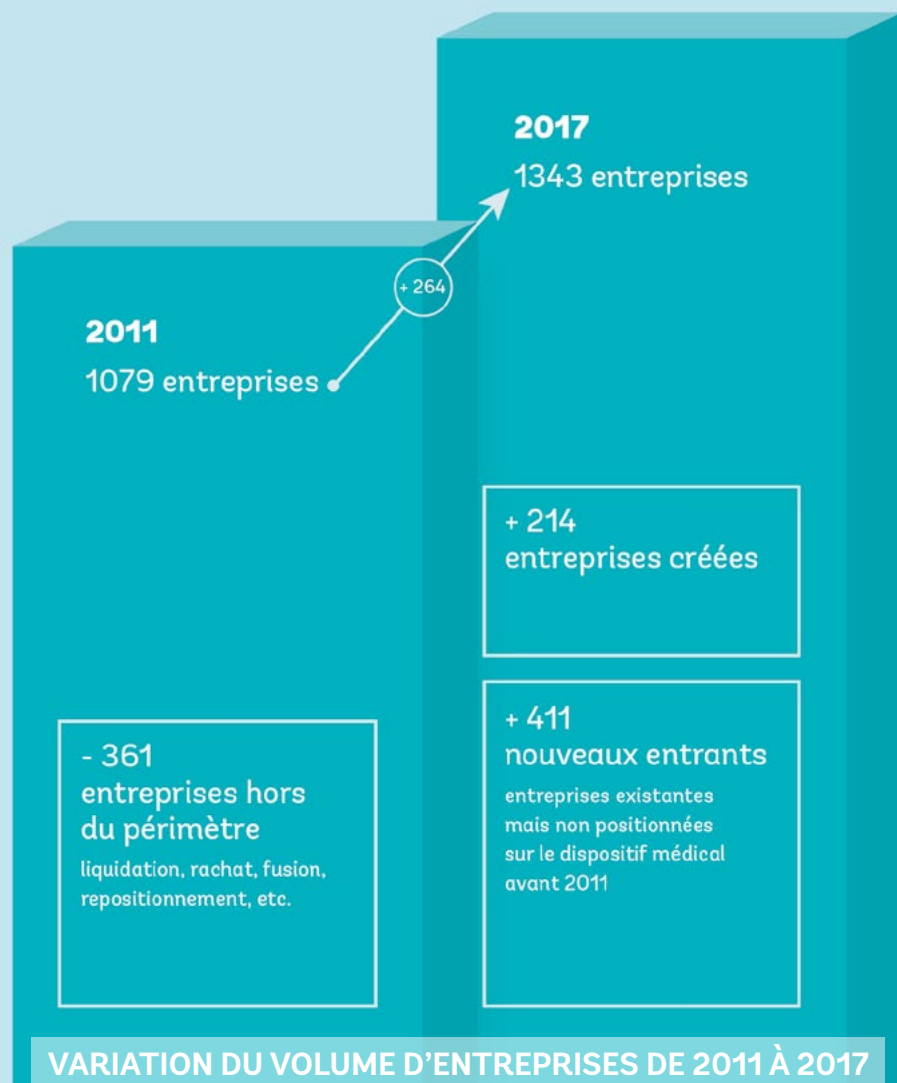 2017
1343 entreprises
+ 264
2011
1079 entreprises
+ 214
entreprises créées
- 361
entreprises hors
du périmètre
liquidation, rachat, fusion,
repositionnement, etc.
+ 411
nouveaux entrants
entreprises existantes
mais non positionnées
sur le dispositif médical
avant 2011
VARIATION DU VOLUME D’ENTREPRISES DE 2011 À 2017